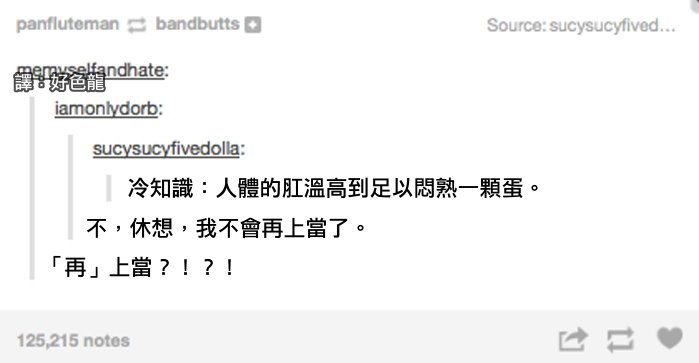 panfluteman bandbutts Source: sucysucyfived...
memyselfandhate:
譯：好色龍
iamonlydorb:
sucysucyfivedolla:
冷知識：人體的肛溫高到足以悶熟一顆蛋。
不，休想，我不會再上當了。
「再」上當？！？！
125,215 notes